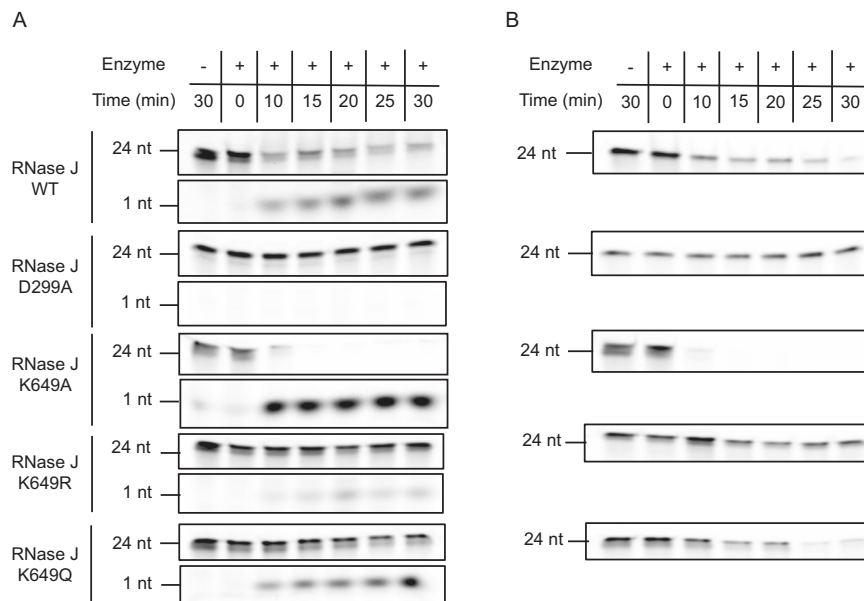 A
Enzyme - + + + + + +
Time (min) 30 0 10 15 20 25 30
RNase J
WT
24 nt
1 nt
RNase J
D299A
24 nt
1 nt
RNase J
K649A
24 nt
1 nt
RNase J
K649R
24 nt
1 nt
RNase J
K649Q
24 nt
1 nt
B
Enzyme - + + + + + +
Time (min) 30 0 10 15 20 25 30
24 nt
24 nt
24 nt
24 nt
24 nt